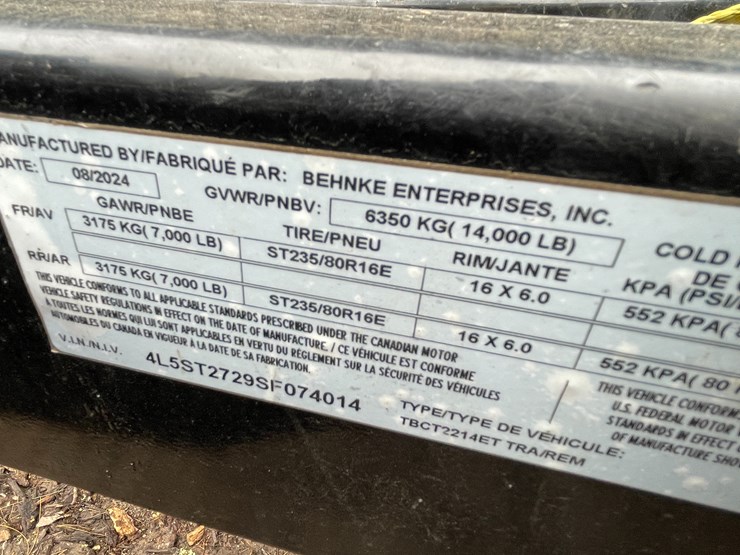 ANUFACTURED BY/FABRIQUÉ PAR: BEHNKE ENTERPRISES, INC.
DATE: 08/2024 GVWR/PNBV: 6350 KG( 14,000 LB)
GAWR/PNBE TIRE/PNEU RIM/JANTE COLD
DE
KPA (PSI/
FR/AV 3175 KG( 7,000 LB) ST235/80R16E 16 X 6.0 552 KPA(
RR/AR 3175 KG( 7,000 LB) ST235/80R16E 16 X 6.0 552 KPA( 80
THIS VEHICLE CONFORMS TO ALL APPLICABLE STANDARDS PRESCRIBED UNDER THE CANADIAN MOTOR
VEHICLE SAFETY REGULATIONS IN EFFECT ON THE DATE OF MANUFACTURE. / CE VÉHICULE EST CONFORME
A TOUTES LES NORMES QUI LUI SONT APPLICABLES EN VERTU DU RÈGLEMENT SUR LA SÉCURITÉ DES VÉHICULES
AUTOMOBILES DU CANADA EN VIGUEUR À LA DATE DE SA FABRICATION.
THIS VEHICLE CONFORM
U.S. FEDERAL MOTOR
STANDARDS IN EFFECT
OF MANUFACTURE SHO
V.I.N./N.I.V.
4L5ST2729SF074014
TYPE/TYPE DE VEHICULE:
TBCT2214ET TRA/REM